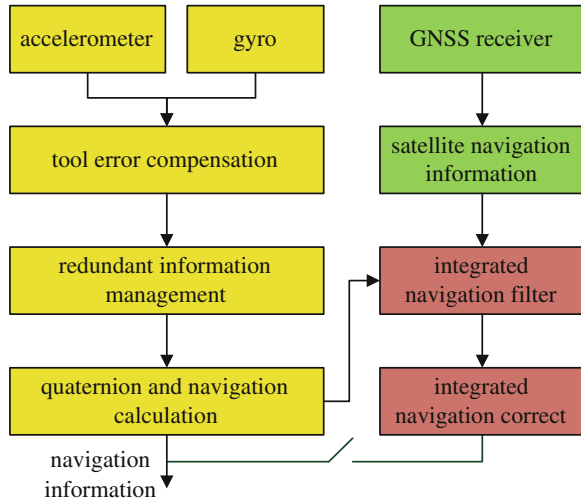 accelerometer
gyro
GNSS receiver
tool error compensation
satellite navigation
information
redundant information
management
integrated
navigation filter
quaternion and navigation
calculation
integrated
navigation correct
navigation
information